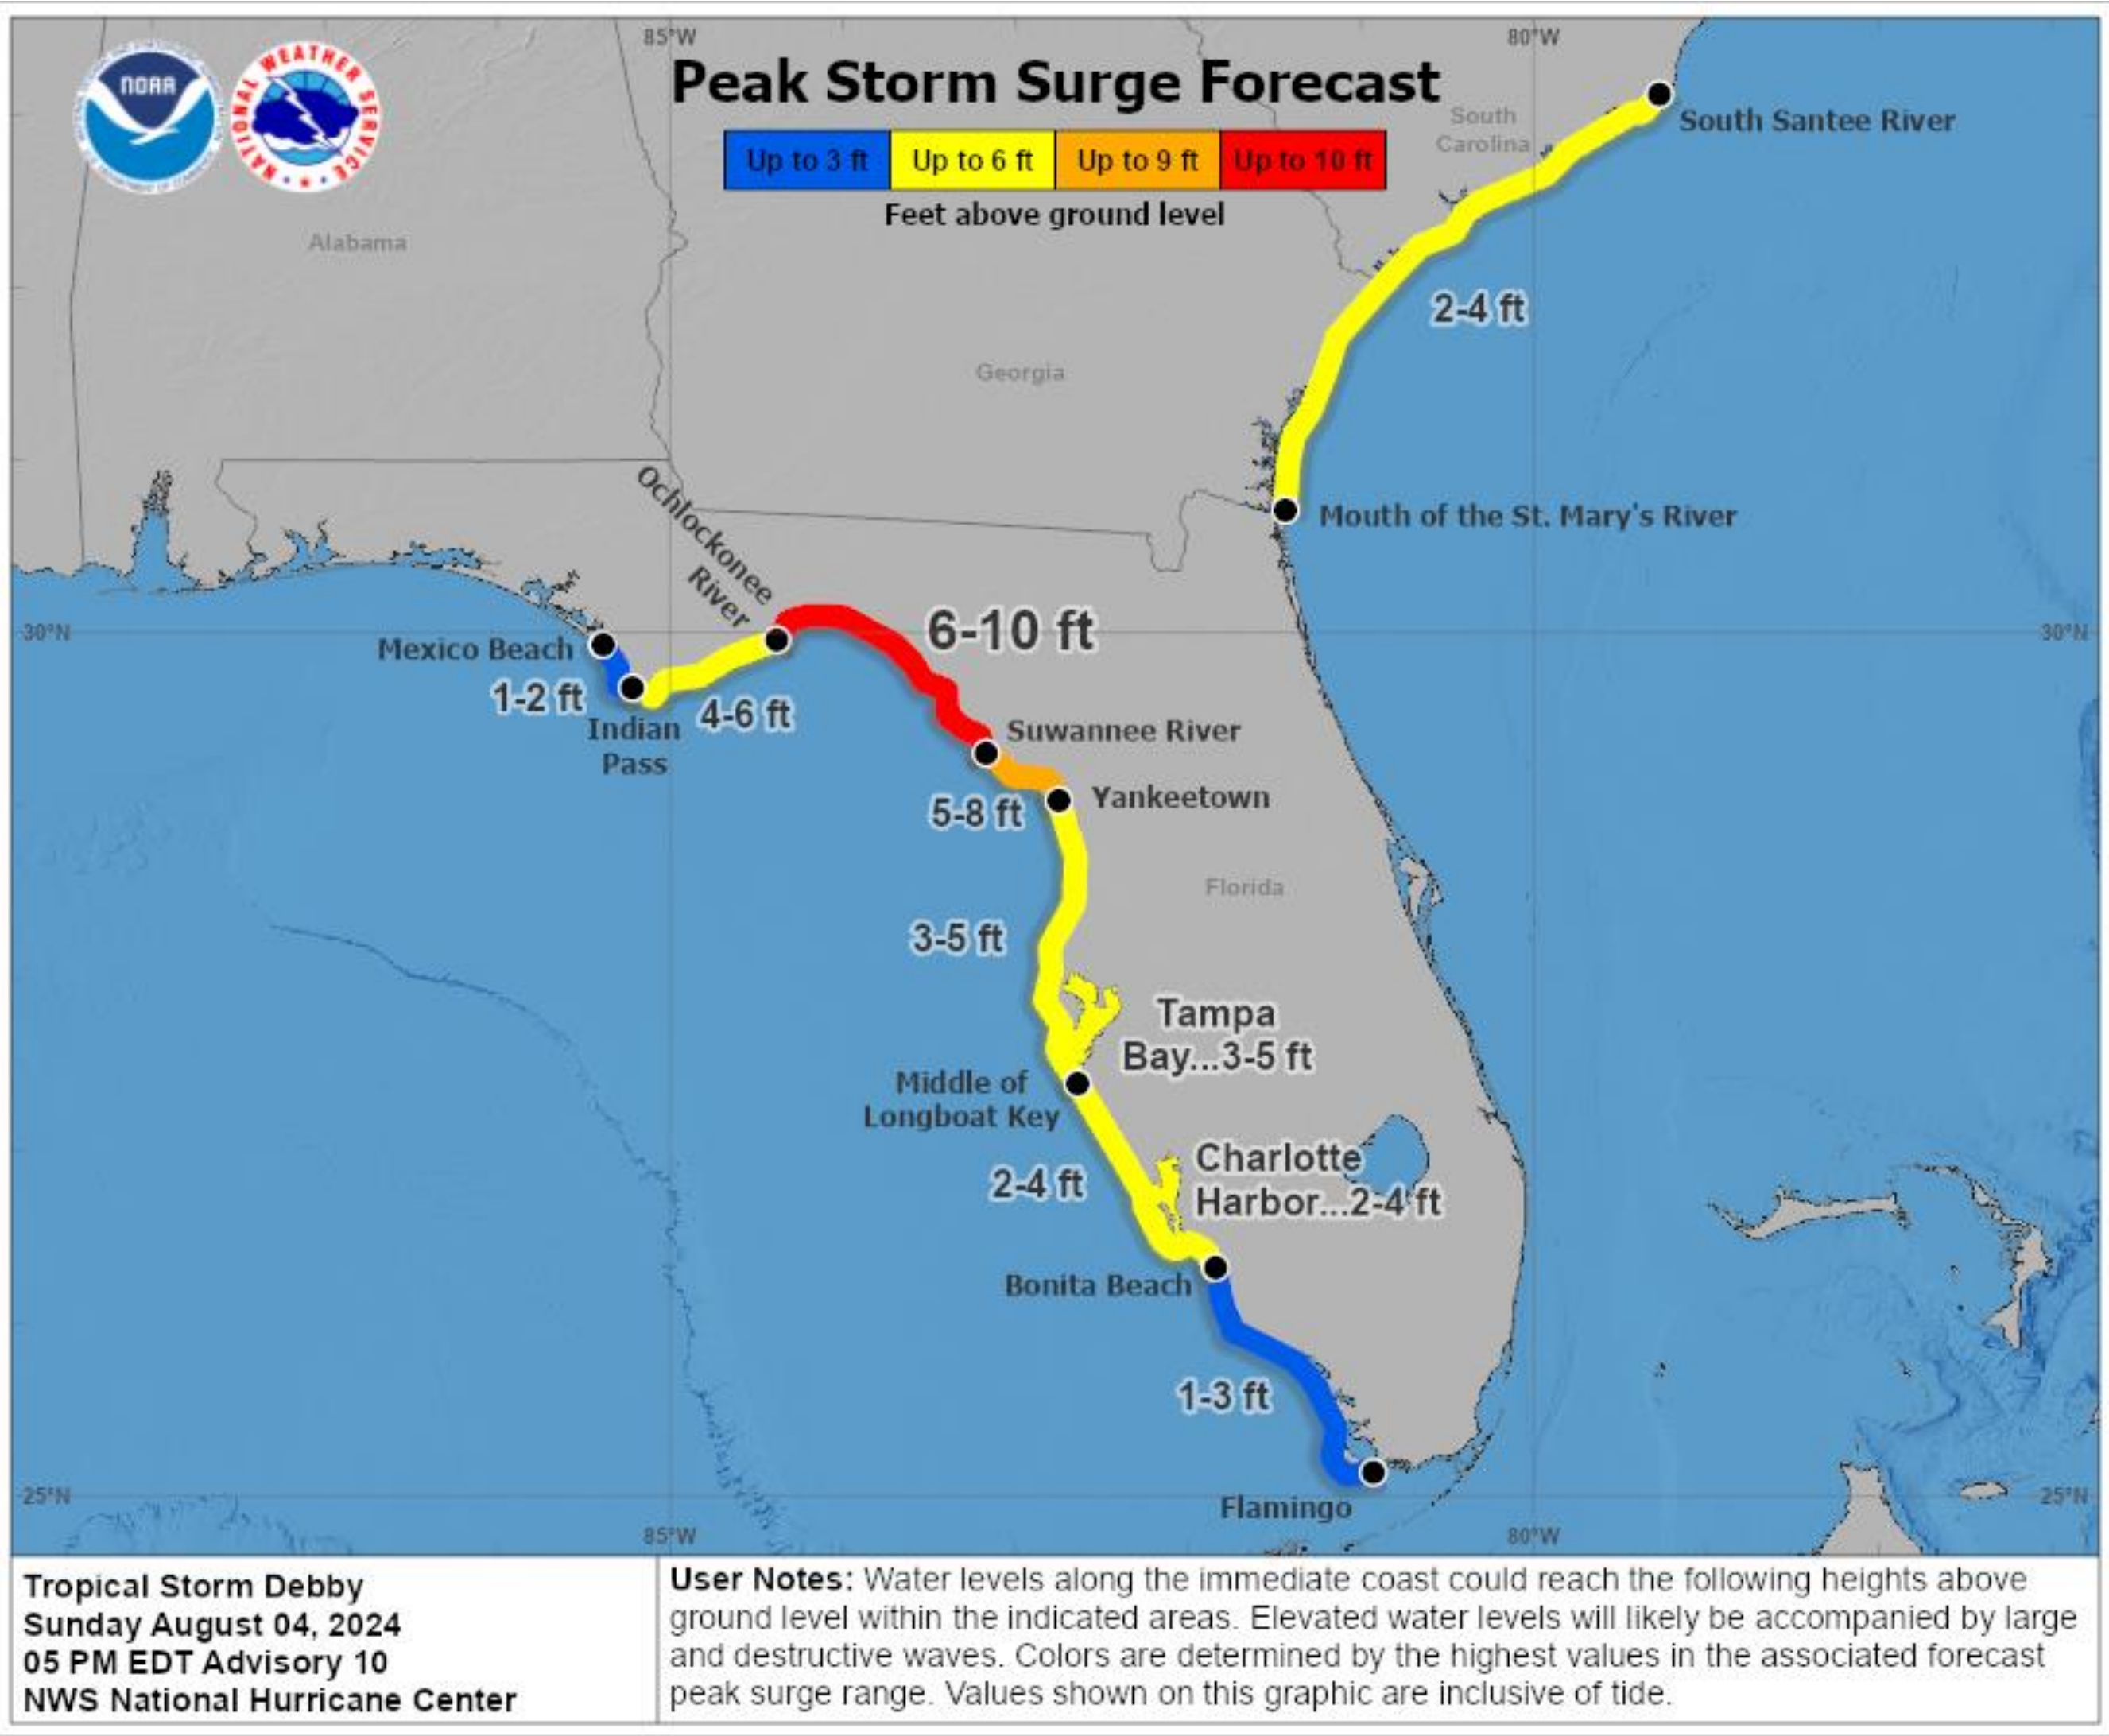 85°W
80°W
NOAA
NATIONAL WEATHER SERVICE
Peak Storm Surge Forecast
Up to 3 ft
Up to 6 ft
Up to 9 ft
Up to 10 ft
Feet above ground level
South
Carolina
South Santee River
Alabama
2-4 ft
Georgia
Ochlockonee
River
Mouth of the St. Mary's River
30°N
30°N
Mexico Beach
6-10 ft
1-2 ft
4-6 ft
Indian
Pass
Suwannee River
5-8 ft
Yankeetown
Florida
3-5 ft
Tampa
Bay...3-5 ft
Middle of
Longboat Key
2-4 ft
Charlotte
Harbor...2-4 ft
Bonita Beach
1-3 ft
Flamingo
25°N
25°N
85°W
80°W
Tropical Storm Debby
Sunday August 04, 2024
05 PM EDT Advisory 10
NWS National Hurricane Center
User Notes: Water levels along the immediate coast could reach the following heights above
ground level within the indicated areas. Elevated water levels will likely be accompanied by large
and destructive waves. Colors are determined by the highest values in the associated forecast
peak surge range. Values shown on this graphic are inclusive of tide.